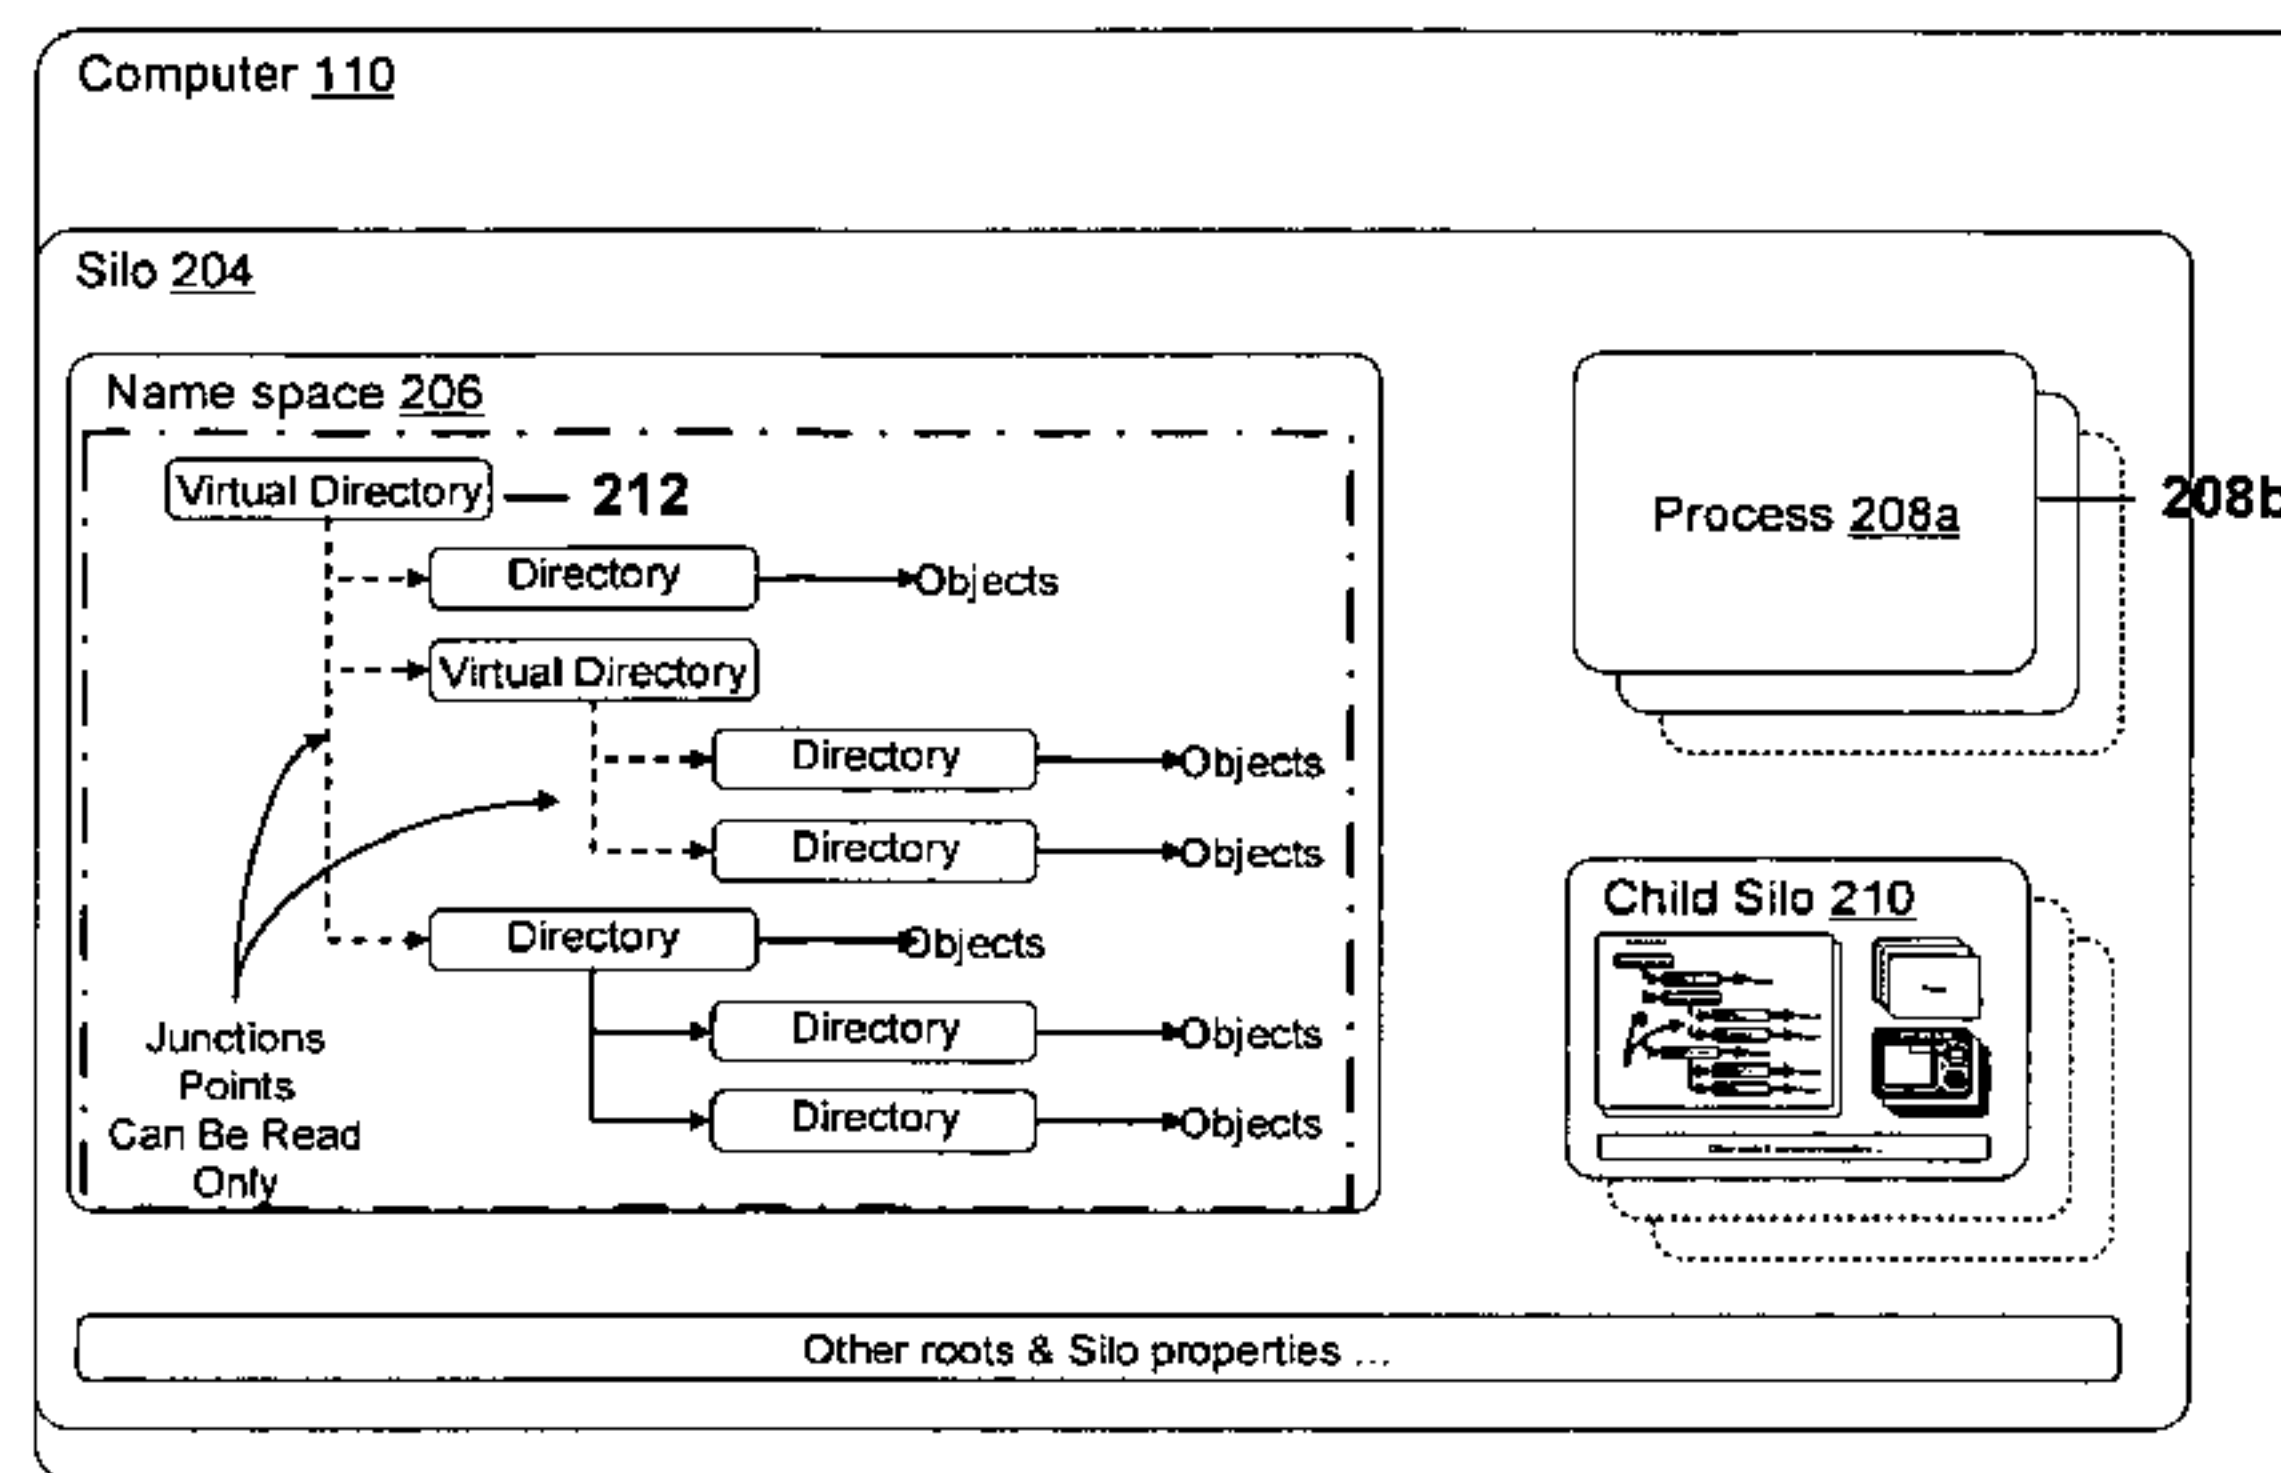 Computer 110
Silo 204
Name space 206
Virtual Directory 212
Directory Objects
Virtual Directory
Directory Objects
Directory Objects
Directory Objects
Directory Objects
Directory Objects
Junctions
Points
Can Be Read
Only
Process 208a
208b
Child Silo 210
Other roots & Silo properties ...